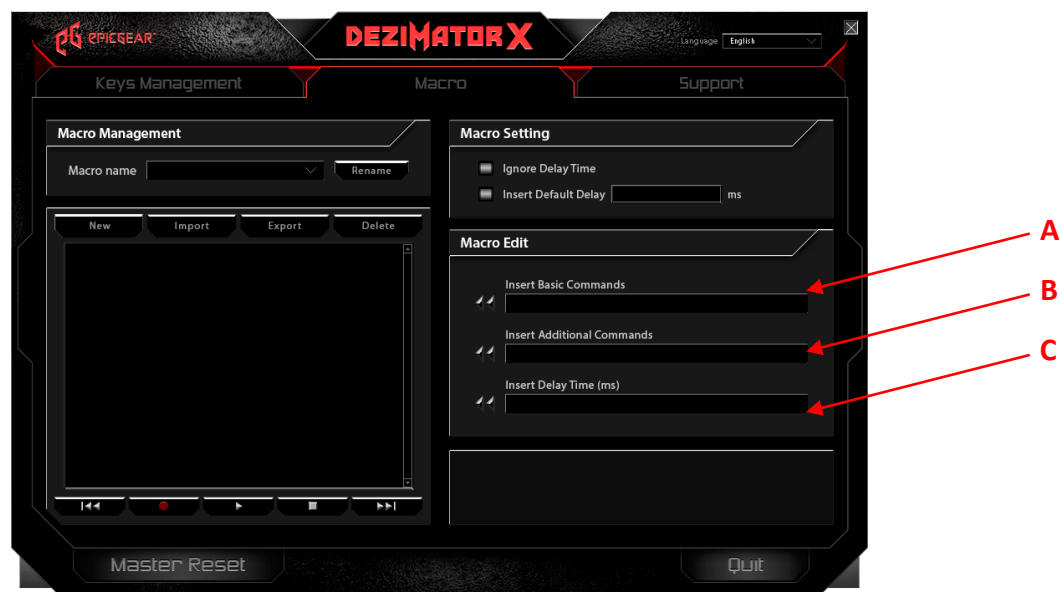 EPICGEAR
DEZIMATOR X
Language English
Keys Management
Macro
Support
Macro Management
Macro name
Rename
New
Import
Export
Delete
Macro Setting
Ignore Delay Time
Insert Default Delay ms
Macro Edit
Insert Basic Commands
Insert Additional Commands
Insert Delay Time (ms)
A
B
C
Master Reset
Quit